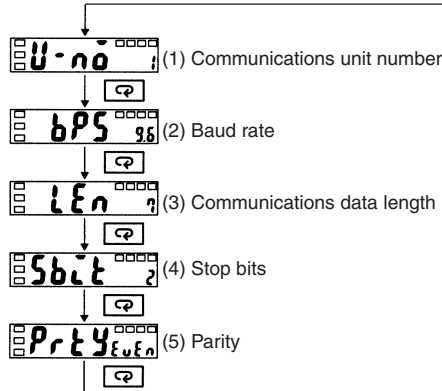 U-no 1 (1) Communications unit number
bPS 9.6 (2) Baud rate
LEn 7 (3) Communications data length
Sbit 2 (4) Stop bits
PrtY EvEn (5) Parity